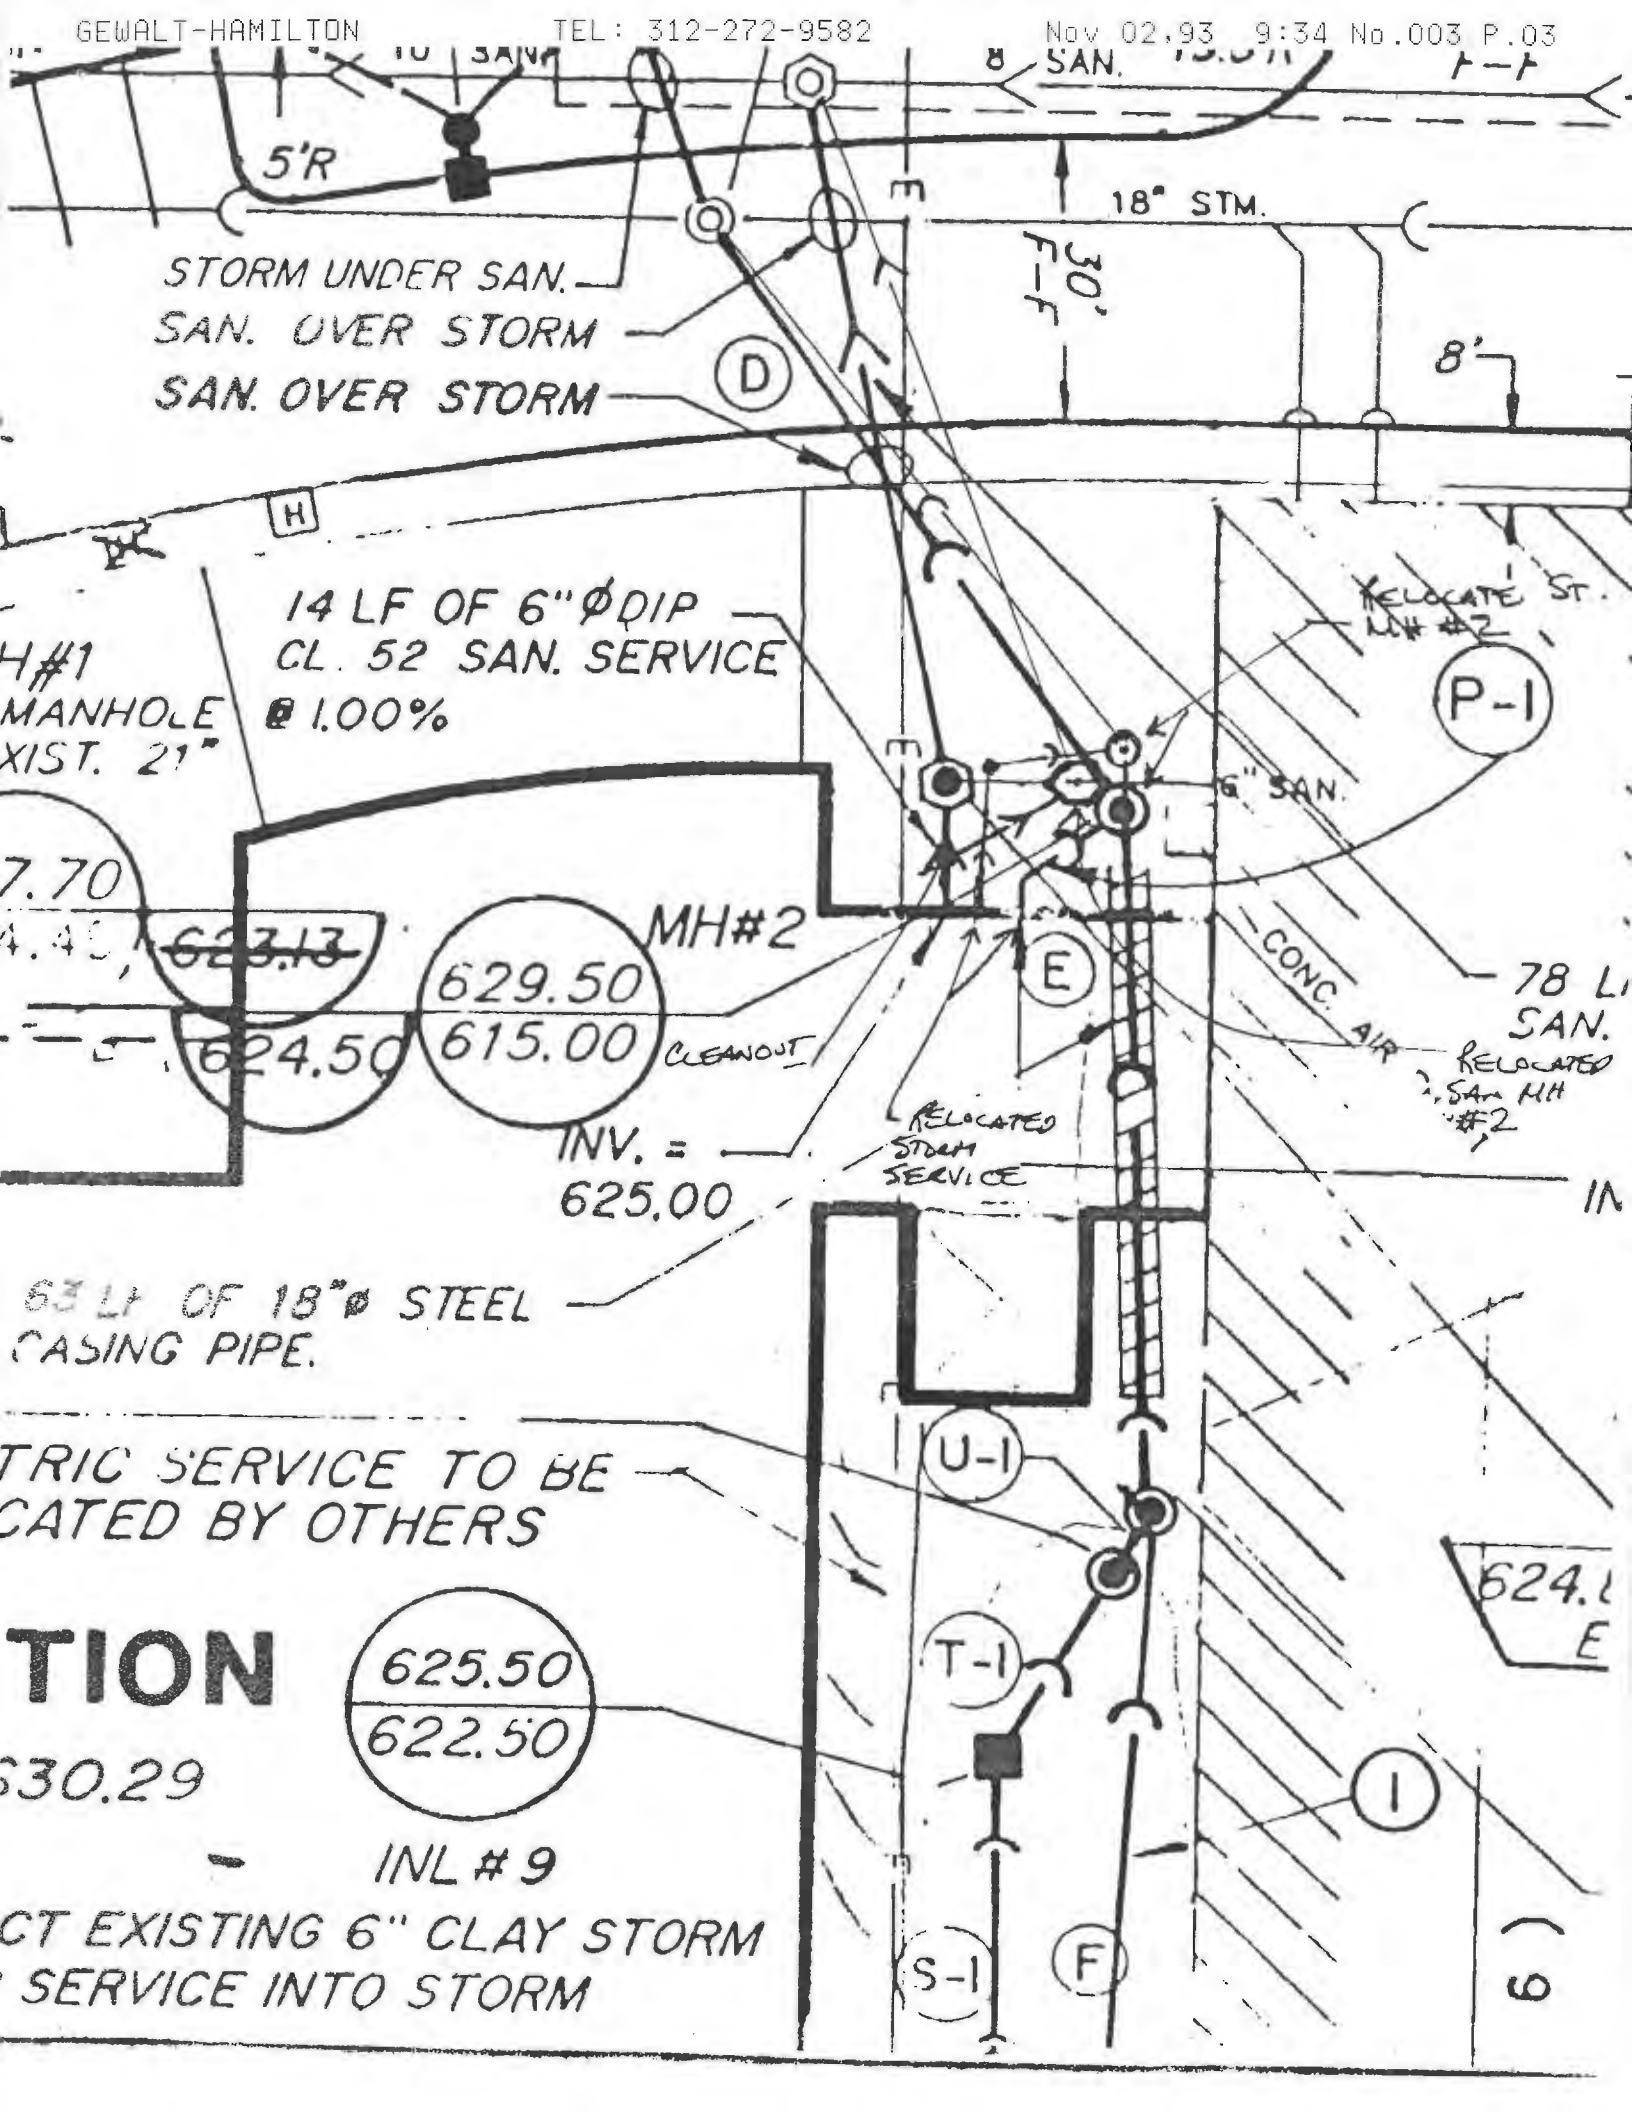 GEWALT-HAMILTON TEL: 312-272-9582 Nov 02,93 9:34 No.003 P.03
10 SAN.
8 SAN.
F-F
5'R
18" STM.
30'
F-F
STORM UNDER SAN.
SAN. OVER STORM
SAN. OVER STORM
D
8'
H
14 LF OF 6"Ø DIP
CL. 52 SAN. SERVICE
@ 1.00%
H#1
MANHOLE
XIST. 21"
RELOCATE ST.
MH #2
P-1
6" SAN.
7.70
623.13
624.50
MH#2
629.50
615.00
CLEANOUT
E
CONC.
AIR
78 L
SAN.
RELOCATED
SAN MH
#2
RELOCATED
STORM
SERVICE
INV. =
625.00
IN
63 LF OF 18"Ø STEEL
CASING PIPE.
U-1
TRIC SERVICE TO BE
CATED BY OTHERS
624.
E
TION
625.50
622.50
T-1
630.29
I
INL #9
CT EXISTING 6" CLAY STORM
SERVICE INTO STORM
S-1
F
6)